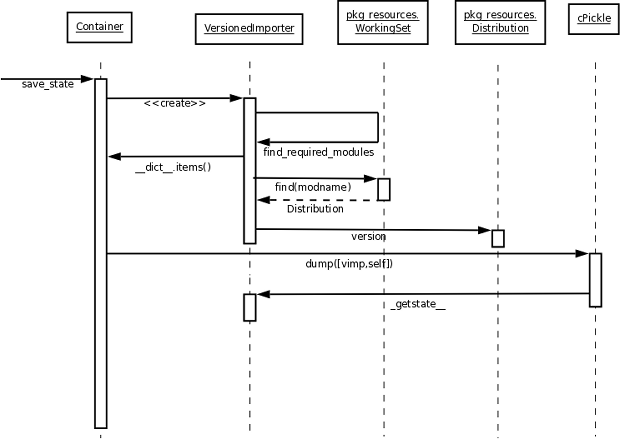 Container
VersionedImporter
pkg_resources.
WorkingSet
pkg_resources.
Distribution
cPickle
save_state
<<create>>
find_required_modules
__dict__.items()
find(modname)
Distribution
version
dump([vimp,self])
_getstate__